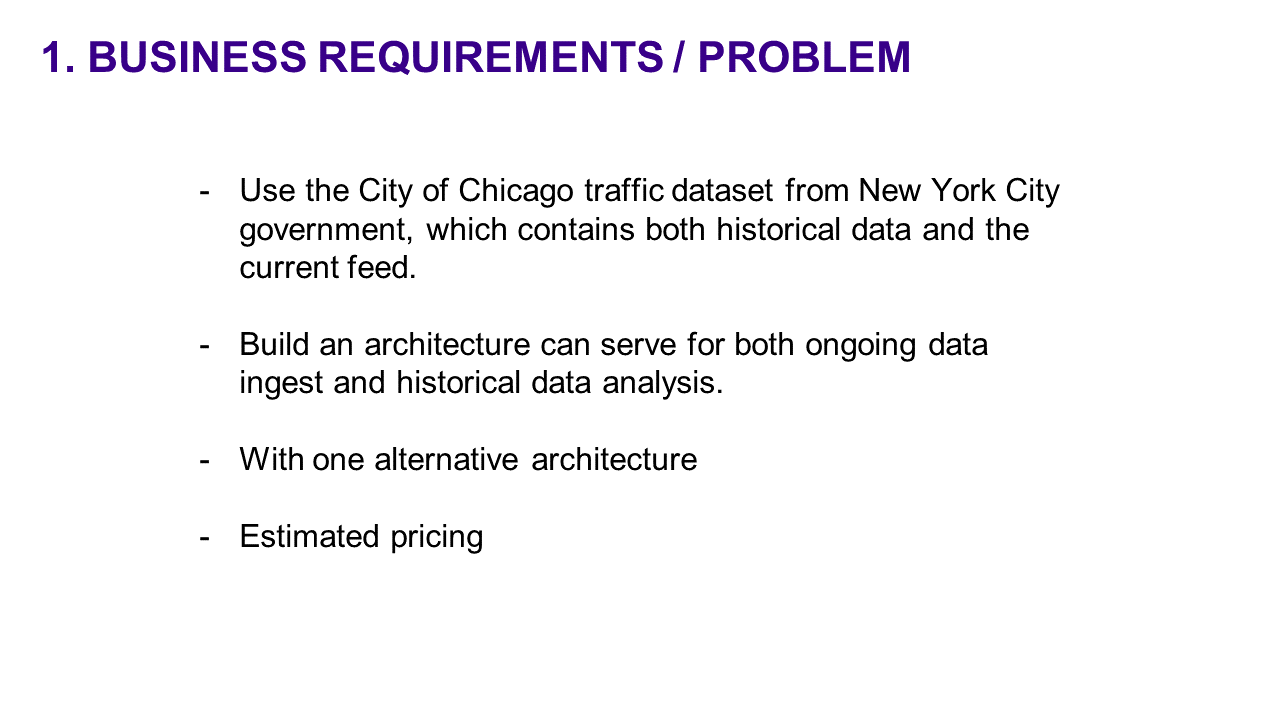 1. BUSINESS REQUIREMENTS / PROBLEM
- Use the City of Chicago traffic dataset from New York City
government, which contains both historical data and the
current feed.
- Build an architecture can serve for both ongoing data
ingest and historical data analysis.
- With one alternative architecture
- Estimated pricing